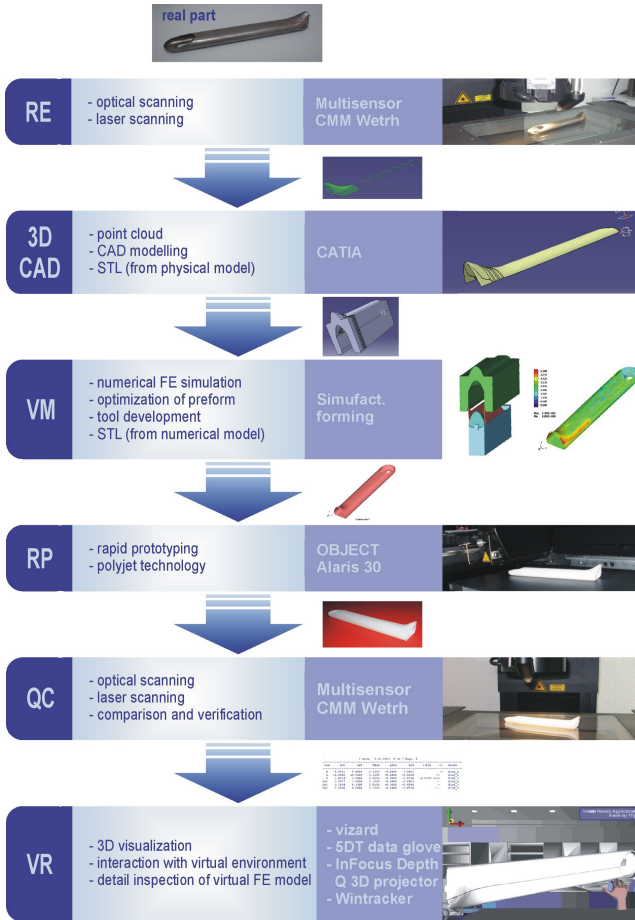 real part
RE
- optical scanning
- laser scanning
Multisensor
CMM Wetrh
3D
CAD
- point cloud
- CAD modelling
- STL (from physical model)
CATIA
VM
- numerical FE simulation
- optimization of preform
- tool development
- STL (from numerical model)
Simufact.
forming
RP
- rapid prototyping
- polyjet technology
OBJECT
Alaris 30
QC
- optical scanning
- laser scanning
- comparison and verification
Multisensor
CMM Wetrh
VR
- 3D visualization
- interaction with virtual environment
- detail inspection of virtual FE model
- vizard
- 5DT data glove
- InFocus Depth
Q 3D projector
- Wintracker